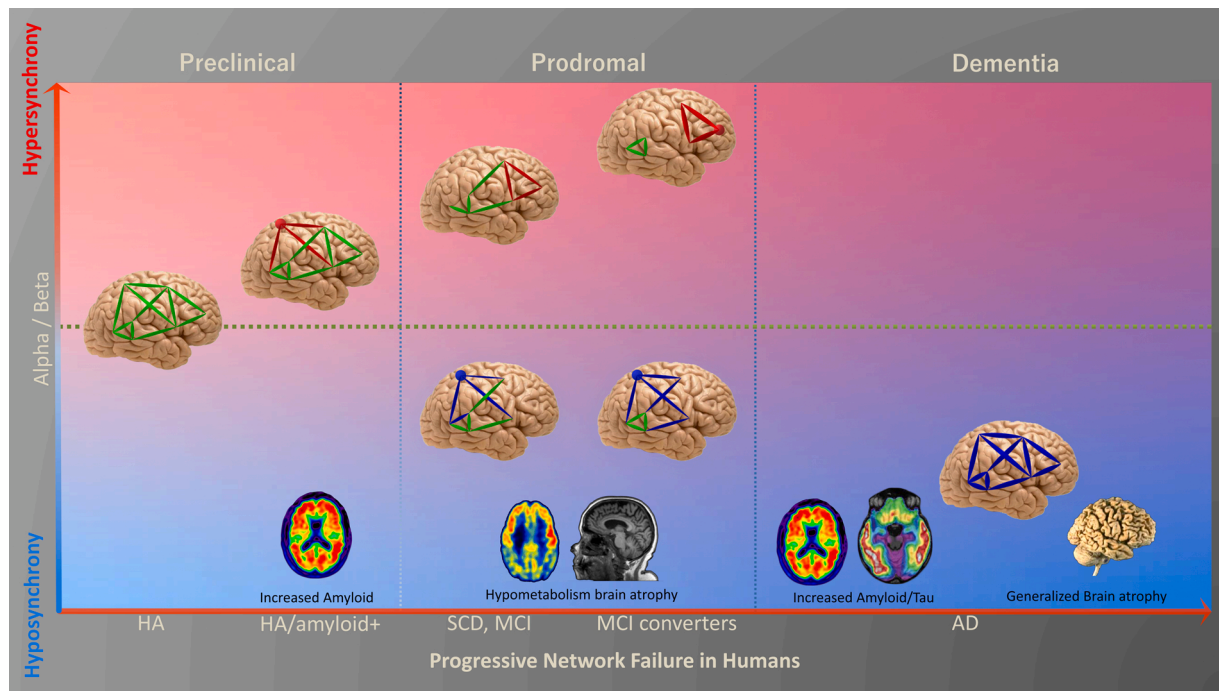 Preclinical
Prodromal
Dementia
Hypersynchrony
Alpha / Beta
Hyposynchrony
Increased Amyloid
Hypometabolism brain atrophy
Increased Amyloid/Tau
Generalized Brain atrophy
HA
HA/amyloid+
SCD, MCI
MCI converters
AD
Progressive Network Failure in Humans